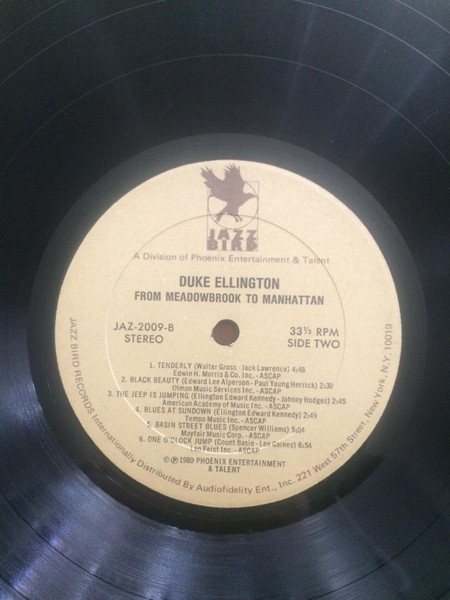 JAZZ
BIRD
A Division of Phoenix Entertainment & Talent
DUKE ELLINGTON
FROM MEADOWBROOK TO MANHATTAN
JAZ-2009-B
STEREO
33⅓ RPM
SIDE TWO
1. TENDERLY (Walter Gross - Jack Lawrence) 4:48
Edwin H. Morris & Co. Inc. - ASCAP
2. BLACK BEAUTY (Edward Lee Alperson - Paul Young Herrick) 2:30
Olman Music Services Inc. - ASCAP
3. THE JEEP IS JUMPING (Ellington Edward Kennedy - Johnny Hodges) 2:45
American Academy of Music Inc. - ASCAP
4. BLUES AT SUNDOWN (Ellington Edward Kennedy) 2:49
Tempo Music Inc. - ASCAP
5. BASIN STREET BLUES (Spencer Williams) 5:04
Mayfair Music Corp. - ASCAP
6. ONE O'CLOCK JUMP (Count Basie - Lee Gaines) 6:54
Leo Feist Inc. - ASCAP
©℗ 1980 PHOENIX ENTERTAINMENT
& TALENT
JAZZ BIRD RECORDS Internationally Distributed By Audiofidelity Ent., Inc. 221 West 57th Street, New York, N.Y. 10019